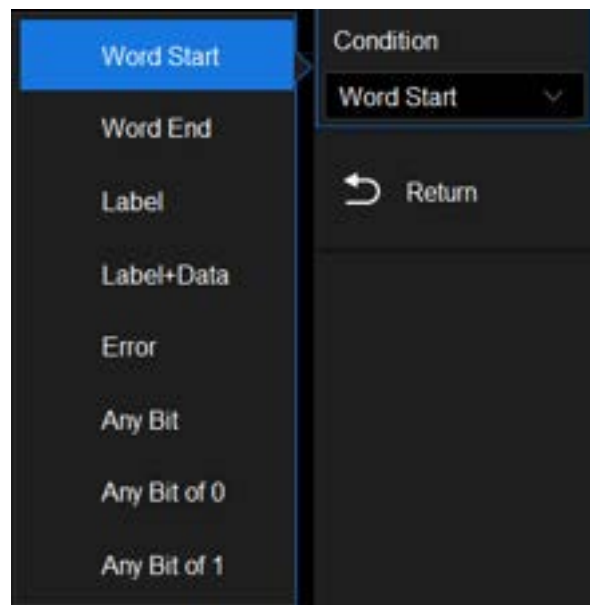 Word Start
Word End
Label
Label+Data
Error
Any Bit
Any Bit of 0
Any Bit of 1
Condition
Word Start
Return